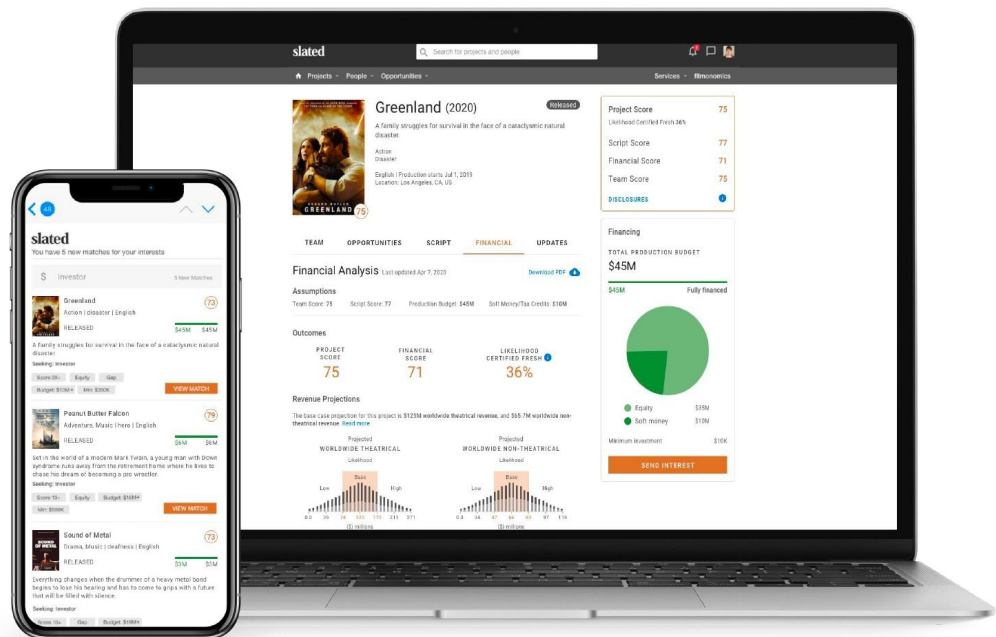 slated
Search for projects and people
Projects People Opportunities
Services filmonomics
GREENLAND
75
Greenland (2020)
Released
A family struggles for survival in the face of a cataclysmic natural
disaster.
Action
Disaster
English | Production starts Jul 1, 2019
Location: Los Angeles, CA, US
Project Score 75
Likelihood Certified Fresh 36%
Script Score 77
Financial Score 71
Team Score 75
DISCLOSURES
TEAM OPPORTUNITIES SCRIPT FINANCIAL UPDATES
Financial Analysis Last updated Apr 7, 2020
Download PDF
Assumptions
Team Score: 75 Script Score: 77 Production Budget: $45M Soft Money/Tax Credits: $10M
Outcomes
PROJECT
SCORE
75
FINANCIAL
SCORE
71
LIKELIHOOD
CERTIFIED FRESH
36%
Revenue Projections
The base case projection for this project is $125M worldwide theatrical revenue, and $65.7M worldwide non-
theatrical revenue. Read more
Projected
WORLDWIDE THEATRICAL
Likelihood
Base
Low High
($) millions
Projected
WORLDWIDE NON-THEATRICAL
Likelihood
Base
Low High
($) millions
Financing
TOTAL PRODUCTION BUDGET
$45M
$45M Fully financed
Equity $35M
Soft money $10M
Minimum investment $10K
SEND INTEREST
48
slated
You have 5 new matches for your interests
$ Investor 5 New Matches
Greenland
73
Action | disaster | English
RELEASED
$45M $45M
A family struggles for survival in the face of a cataclysmic natural
disaster
Seeking: Investor
Equity Gap
VIEW MATCH
Peanut Butter Falcon
79
Adventure, Music | hero | English
RELEASED
$6M $6M
Set in the world of a modern Mark Twain, a young man with Down
syndrome runs away from the retirement home where he lives to
chase his dream of becoming a pro wrestler.
Seeking: Investor
Equity
VIEW MATCH
SOUND
OF METAL
Sound of Metal
73
Drama, Music | deafness | English
RELEASED
$3M $3M
Everything changes when the drummer of a heavy metal band
begins to lose his hearing and has to come to grips with a future
that will be filled with silence.
Seeking: Investor
Gap